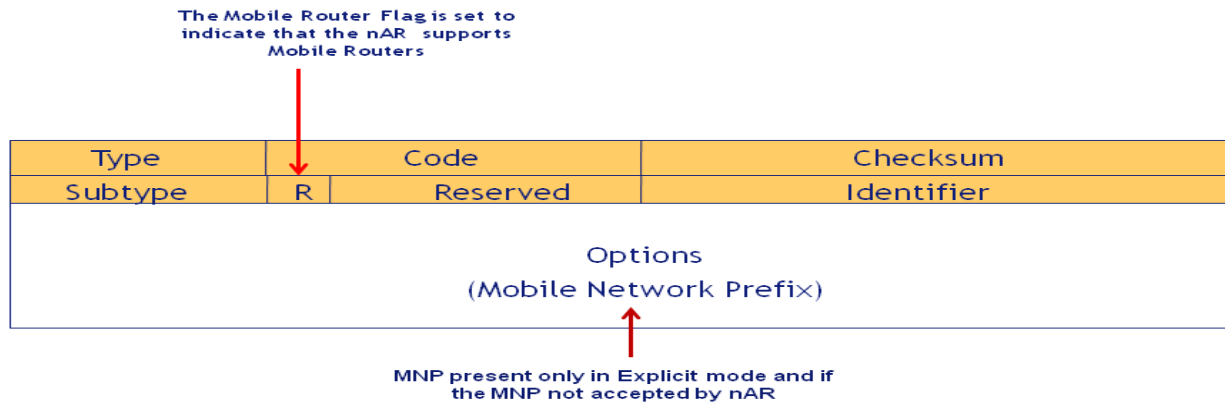 The Mobile Router Flag is set to
indicate that the nAR supports
Mobile Routers
Type Code Checksum
Subtype R Reserved Identifier
Options
(Mobile Network Prefix)
MNP present only in Explicit mode and if
the MNP not accepted by nAR